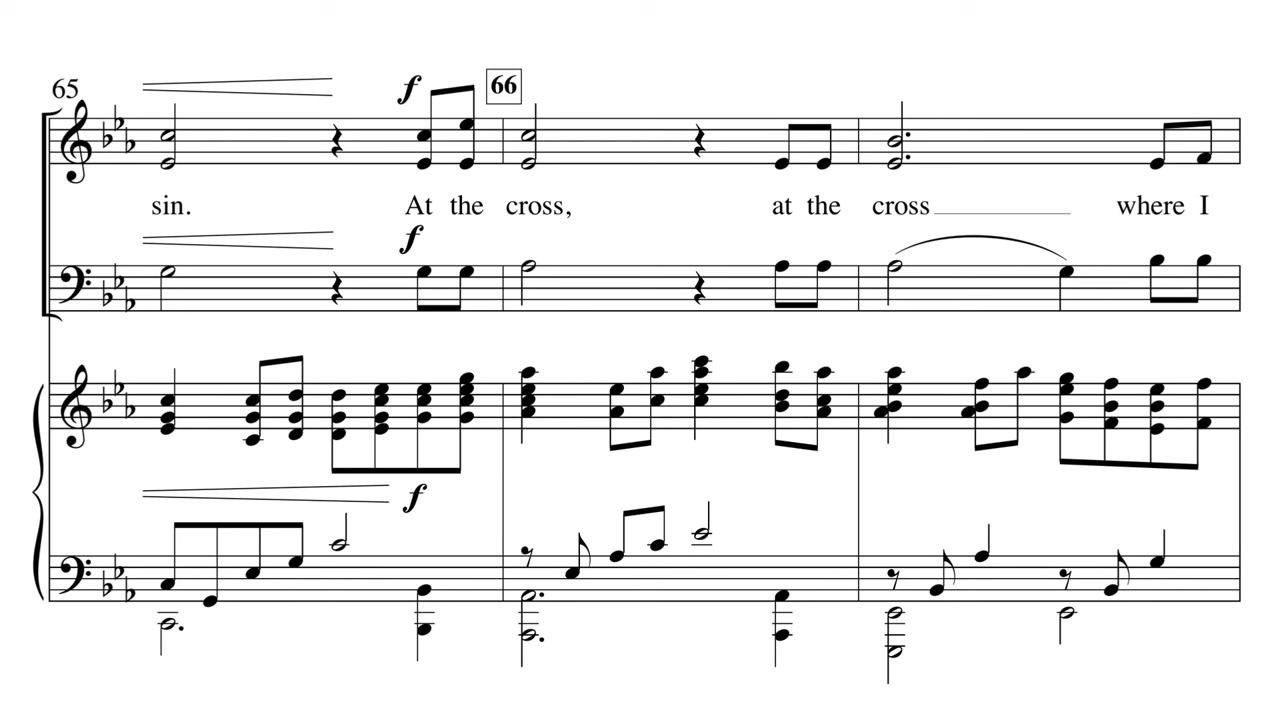 65
f
66
sin. At the cross, at the cross where I
f
f